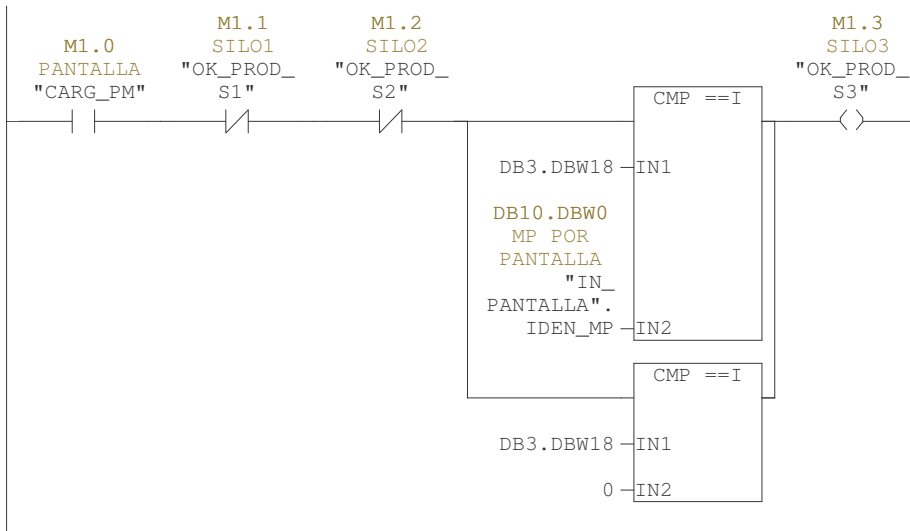 M1.0
PANTALLA
"CARG_PM"
M1.1
SILO1
"OK_PROD_
S1"
M1.2
SILO2
"OK_PROD_
S2"
CMP ==I
DB3.DBW18
IN1
DB10.DBW0
MP POR
PANTALLA
"IN_
PANTALLA".
IDEN_MP
IN2
CMP ==I
DB3.DBW18
IN1
0
IN2
M1.3
SILO3
"OK_PROD_
S3"